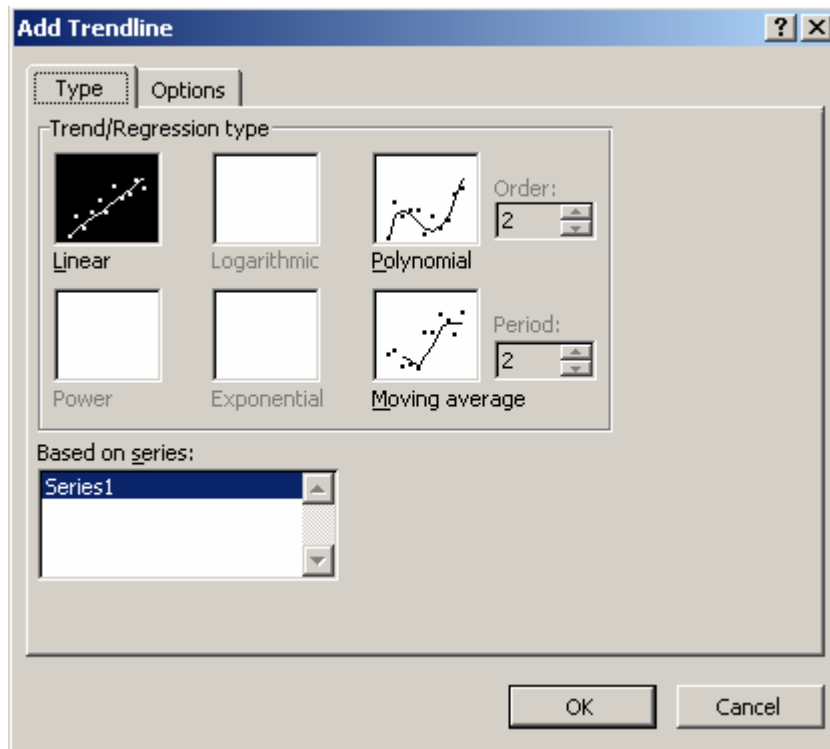 Add Trendline
Type Options
Trend/Regression type
Linear Logarithmic Polynomial
Order:
2
Power Exponential Moving average
Period:
2
Based on series:
Series1
OK Cancel